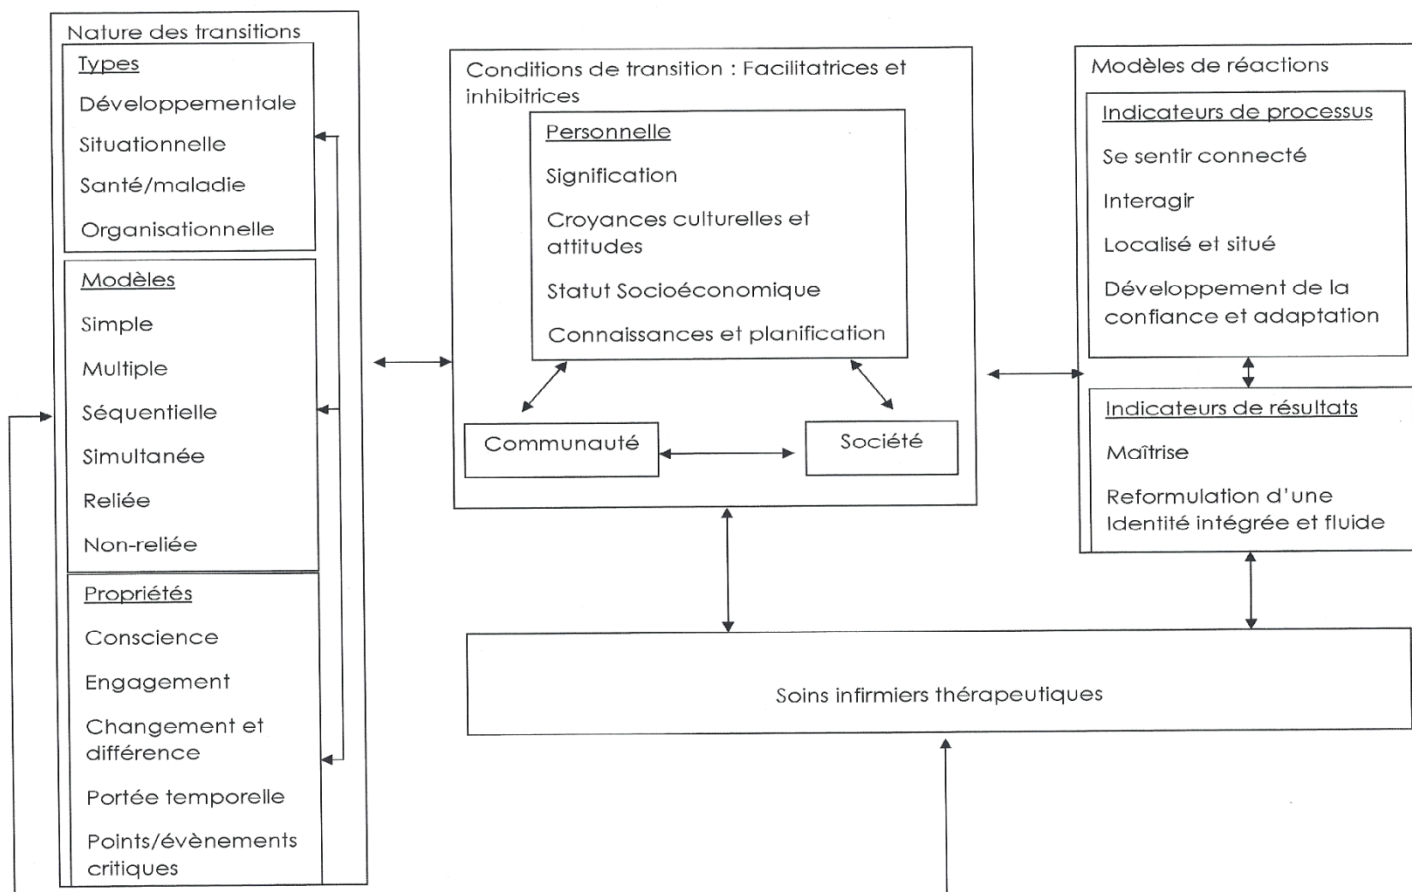 Nature des transitions
Types
Développementale
Situationnelle
Santé/maladie
Organisationnelle
Modèles
Simple
Multiple
Séquentielle
Simultanée
Reliée
Non-reliée
Propriétés
Conscience
Engagement
Changement et
différence
Portée temporelle
Points/évènements
critiques
Conditions de transition : Facilitatrices et
inhibitrices
Personnelle
Signification
Croyances culturelles et
attitudes
Statut Socioéconomique
Connaissances et planification
Communauté
Société
Modèles de réactions
Indicateurs de processus
Se sentir connecté
Interagir
Localisé et situé
Développement de la
confiance et adaptation
Indicateurs de résultats
Maîtrise
Reformulation d'une
Identité intégrée et fluide
Soins infirmiers thérapeutiques